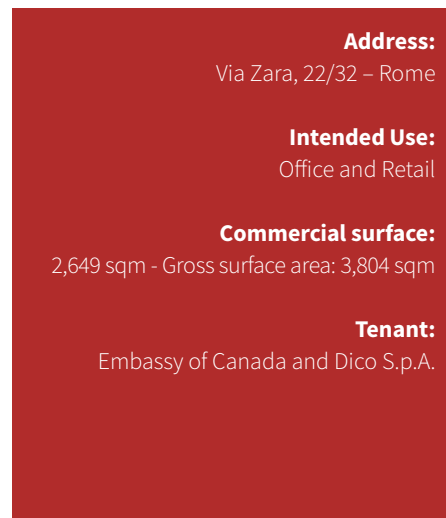 Address:
Via Zara, 22/32 – Rome
Intended Use:
Office and Retail
Commercial surface:
2,649 sqm - Gross surface area: 3,804 sqm
Tenant:
Embassy of Canada and Dico S.p.A.